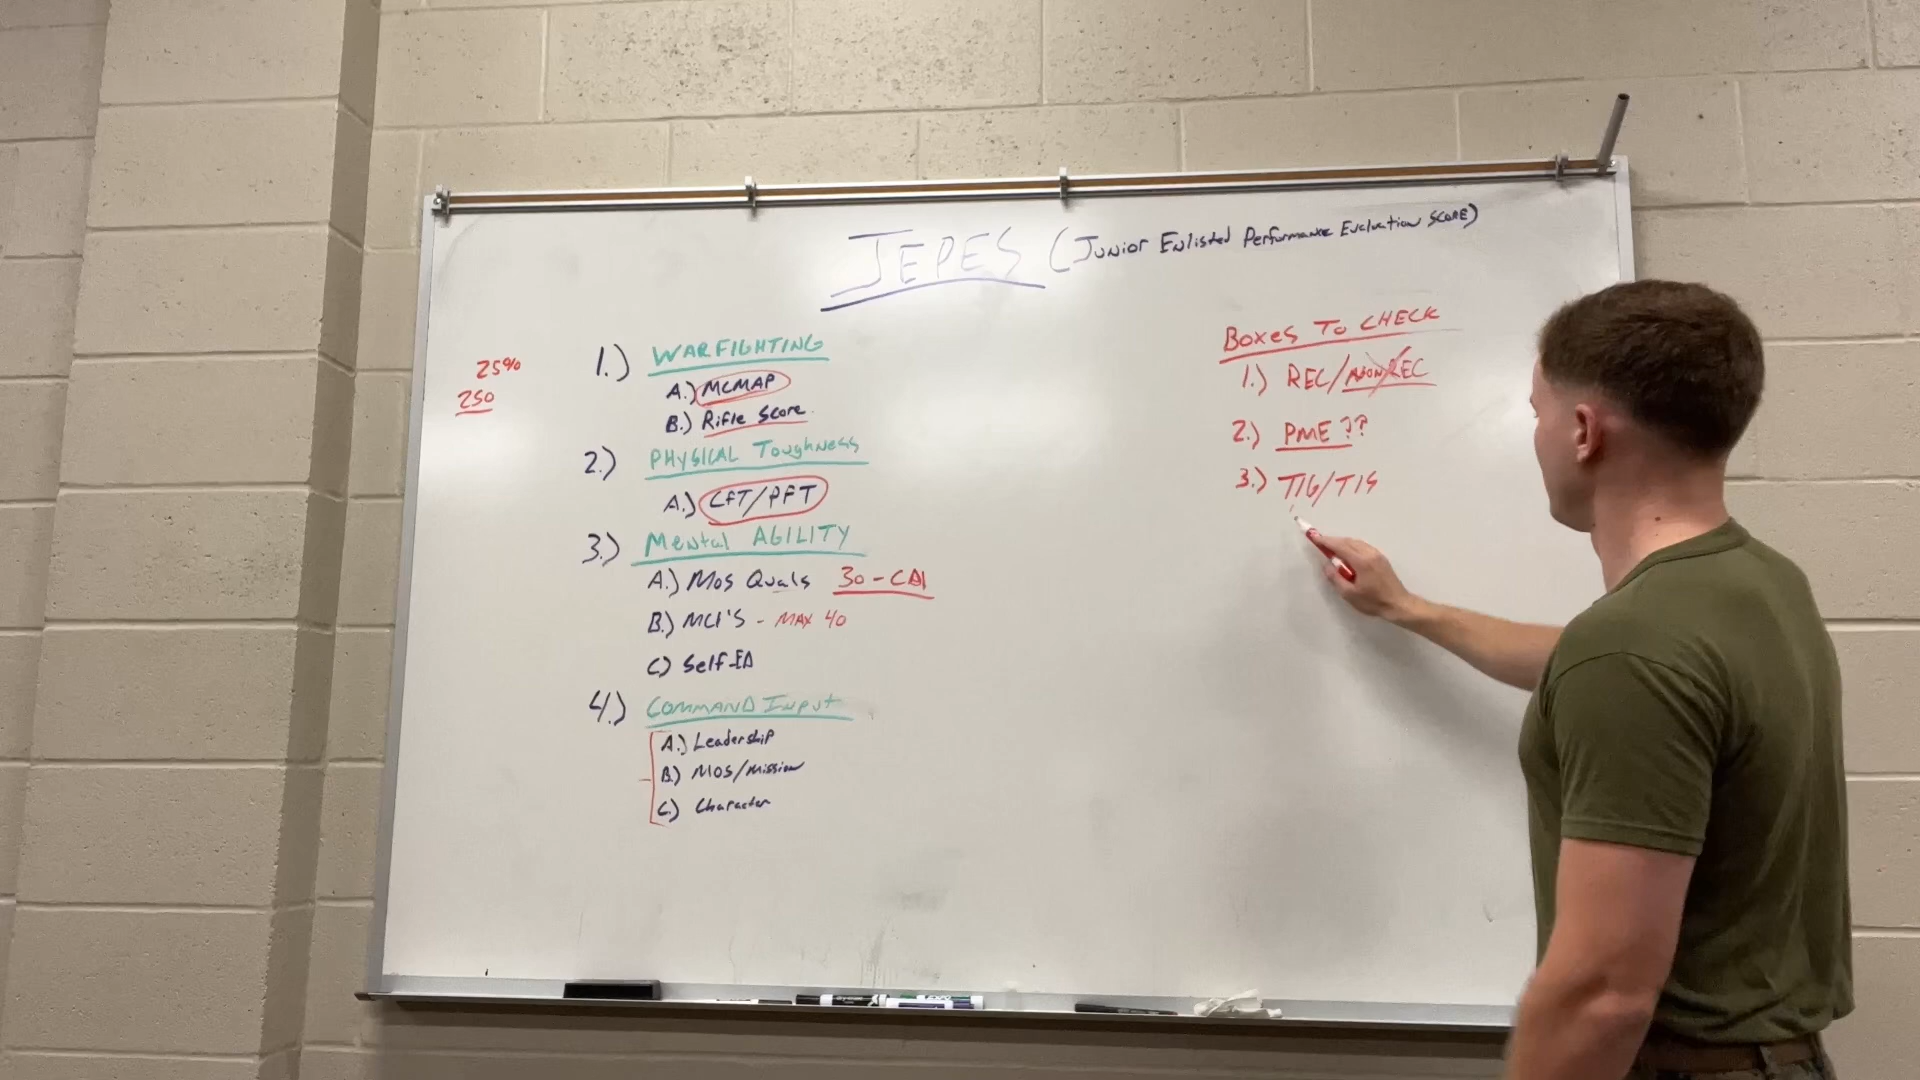 JEPES (Junior Enlisted Performance Evaluation Score)
25%
250
1.) WARFIGHTING
A.) MCMAP
B.) Rifle Score
2.) PHYSICAL Toughness
A.) CFT/PFT
3.) Mental AGILITY
A.) MOS Quals 30-CDI
B.) MCI'S - MAX 40
C.) Self-ED
4.) COMMAND Input
A.) Leadership
B.) MOS/Mission
C.) Character
Boxes To CHECK
1.) REC/NON REC
2.) PME ??
3.) TIG/TIS